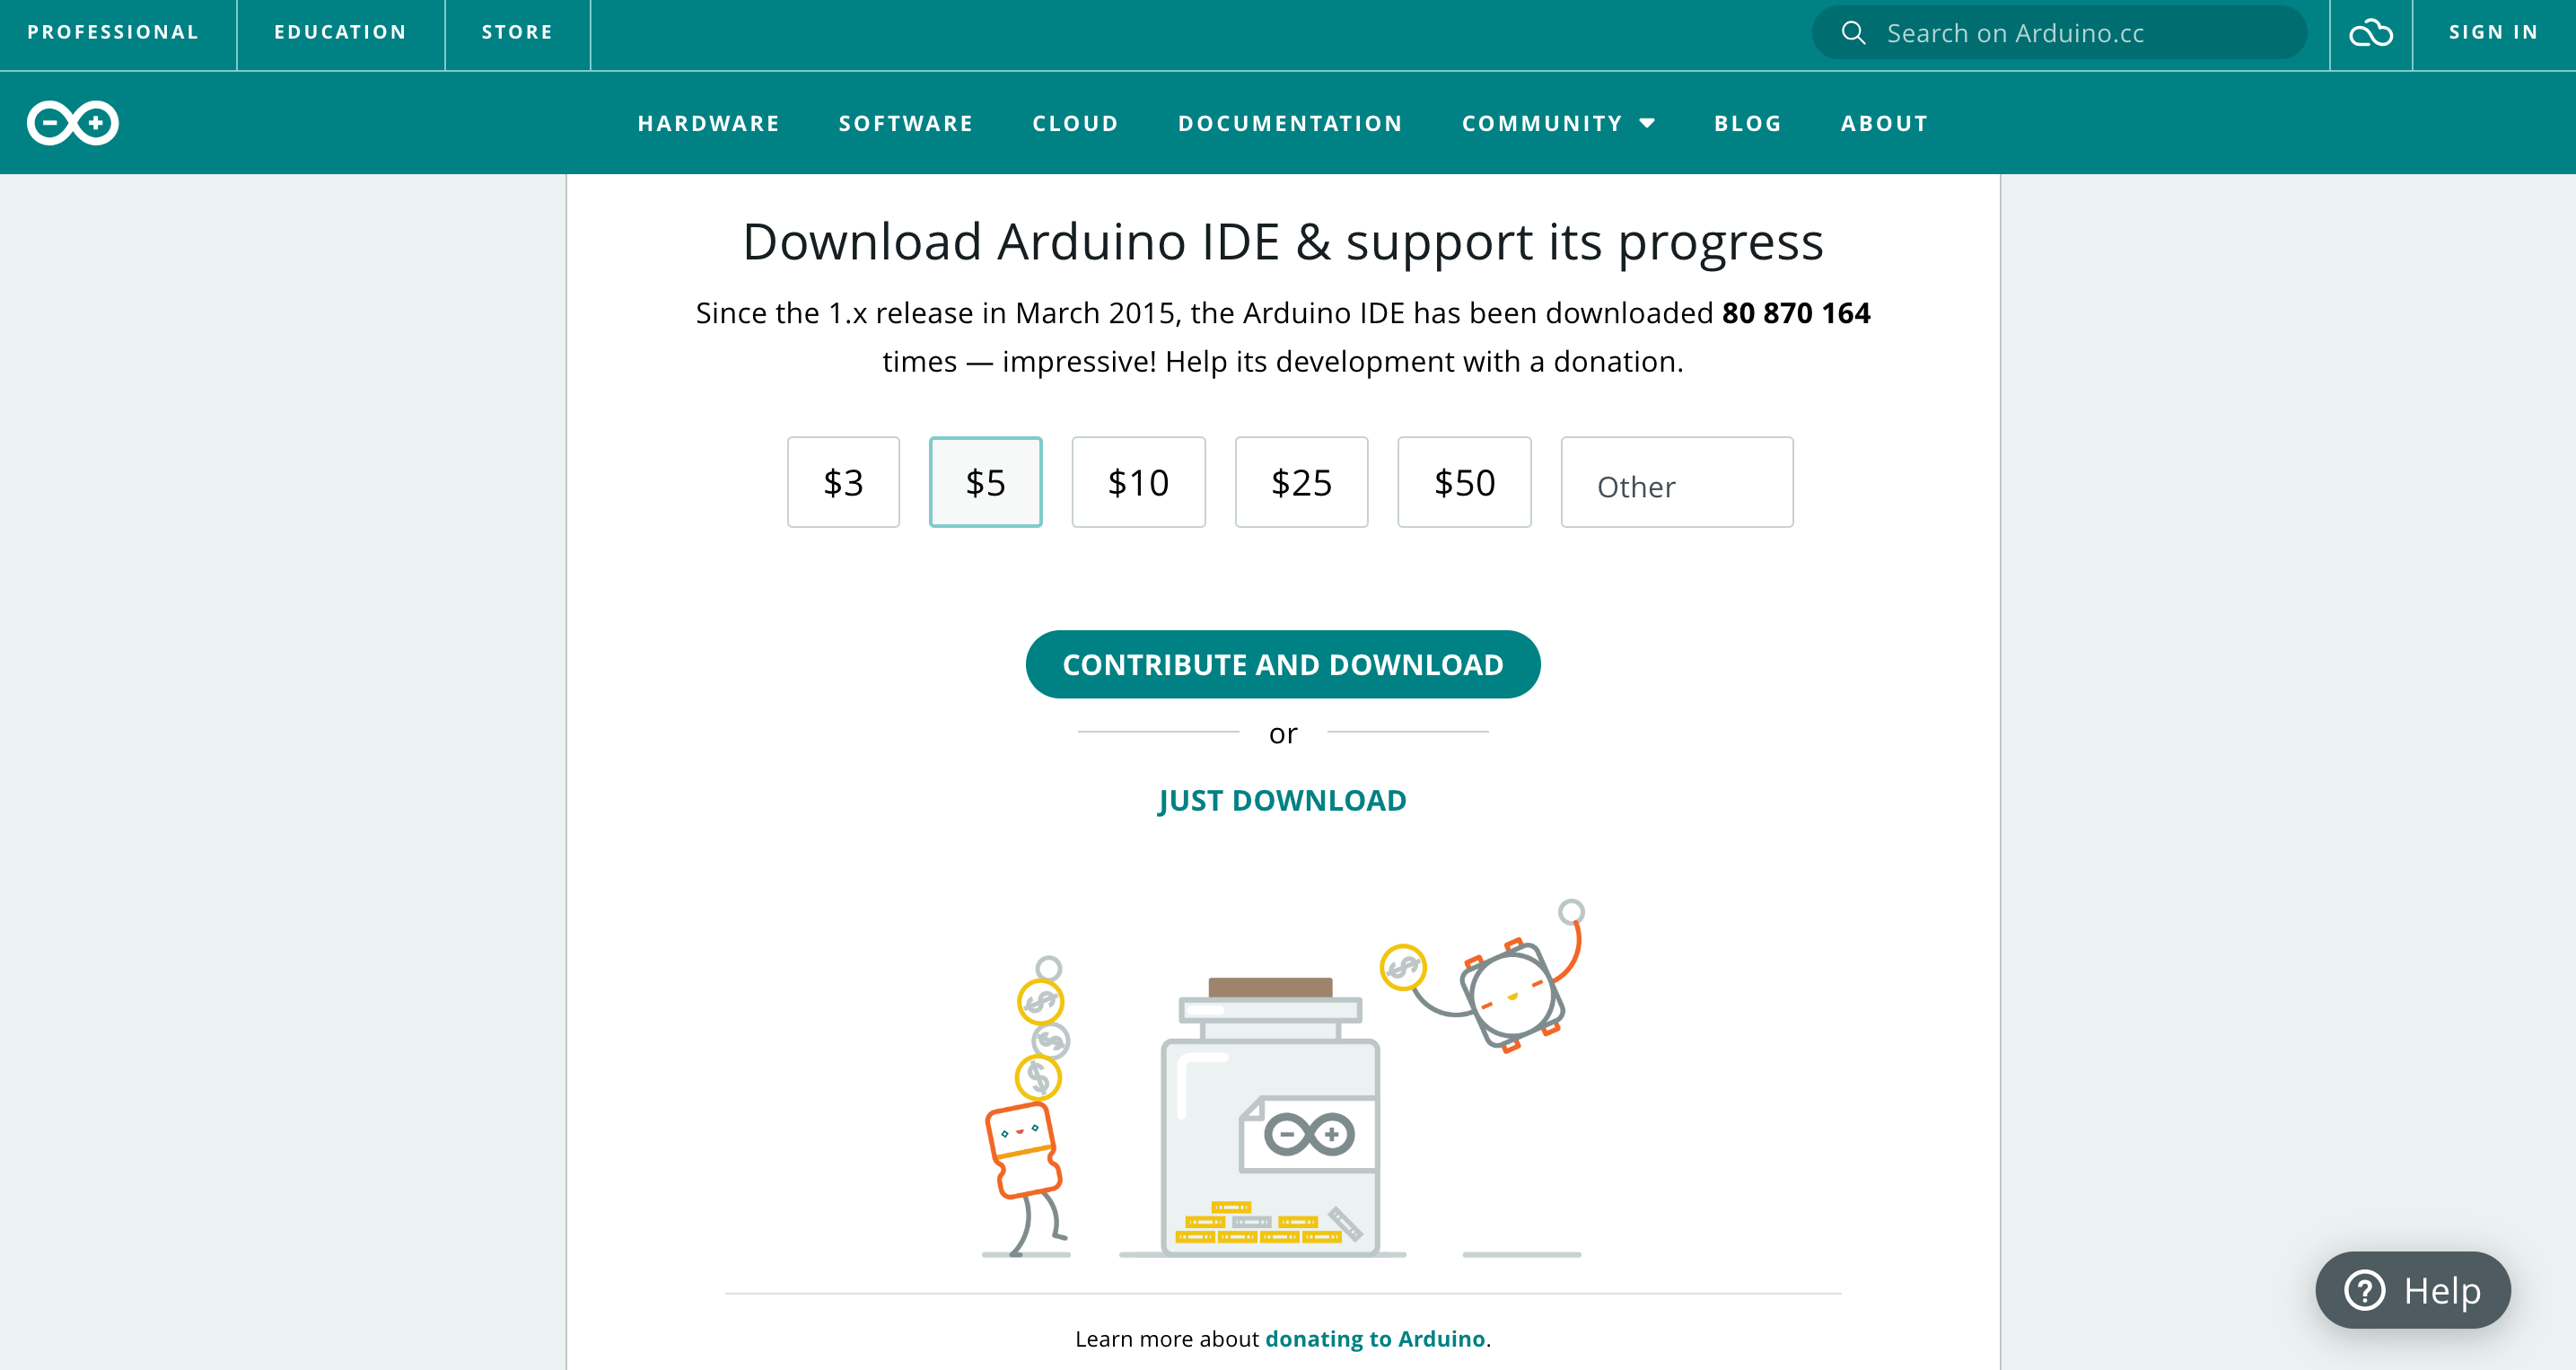 PROFESSIONAL
EDUCATION
STORE
Search on Arduino.cc
SIGN IN
HARDWARE
SOFTWARE
CLOUD
DOCUMENTATION
COMMUNITY
BLOG
ABOUT
Download Arduino IDE & support its progress
Since the 1.x release in March 2015, the Arduino IDE has been downloaded 80 870 164
times — impressive! Help its development with a donation.
$3
$5
$10
$25
$50
Other
CONTRIBUTE AND DOWNLOAD
or
JUST DOWNLOAD
Learn more about donating to Arduino.
Help